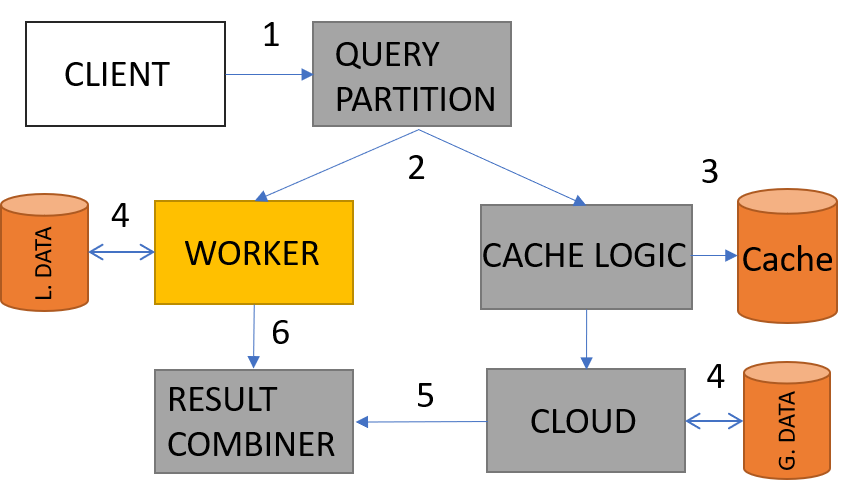 1
CLIENT
QUERY
PARTITION
2
3
4
L. DATA
WORKER
CACHE LOGIC
Cache
6
RESULT
COMBINER
5
CLOUD
4
G. DATA